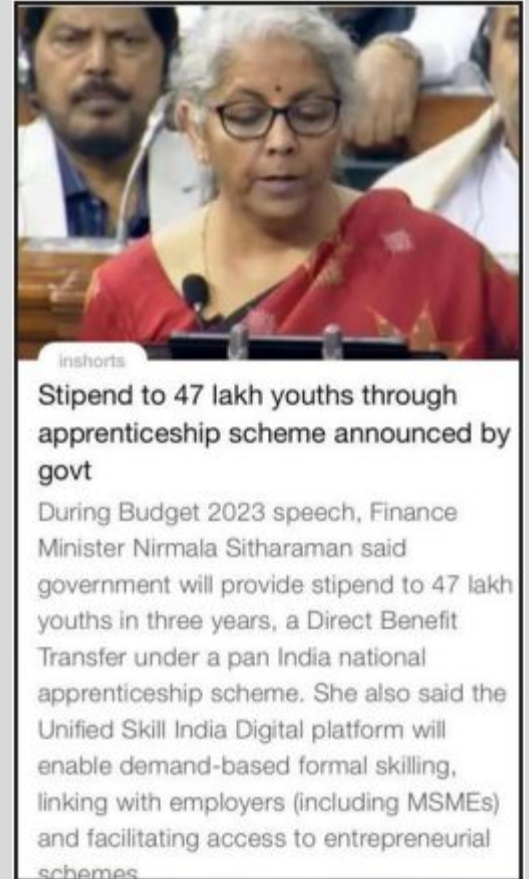 inshorts
Stipend to 47 lakh youths through
apprenticeship scheme announced by
govt
During Budget 2023 speech, Finance
Minister Nirmala Sitharaman said
government will provide stipend to 47 lakh
youths in three years, a Direct Benefit
Transfer under a pan India national
apprenticeship scheme. She also said the
Unified Skill India Digital platform will
enable demand-based formal skilling,
linking with employers (including MSMEs)
and facilitating access to entrepreneurial
schemes